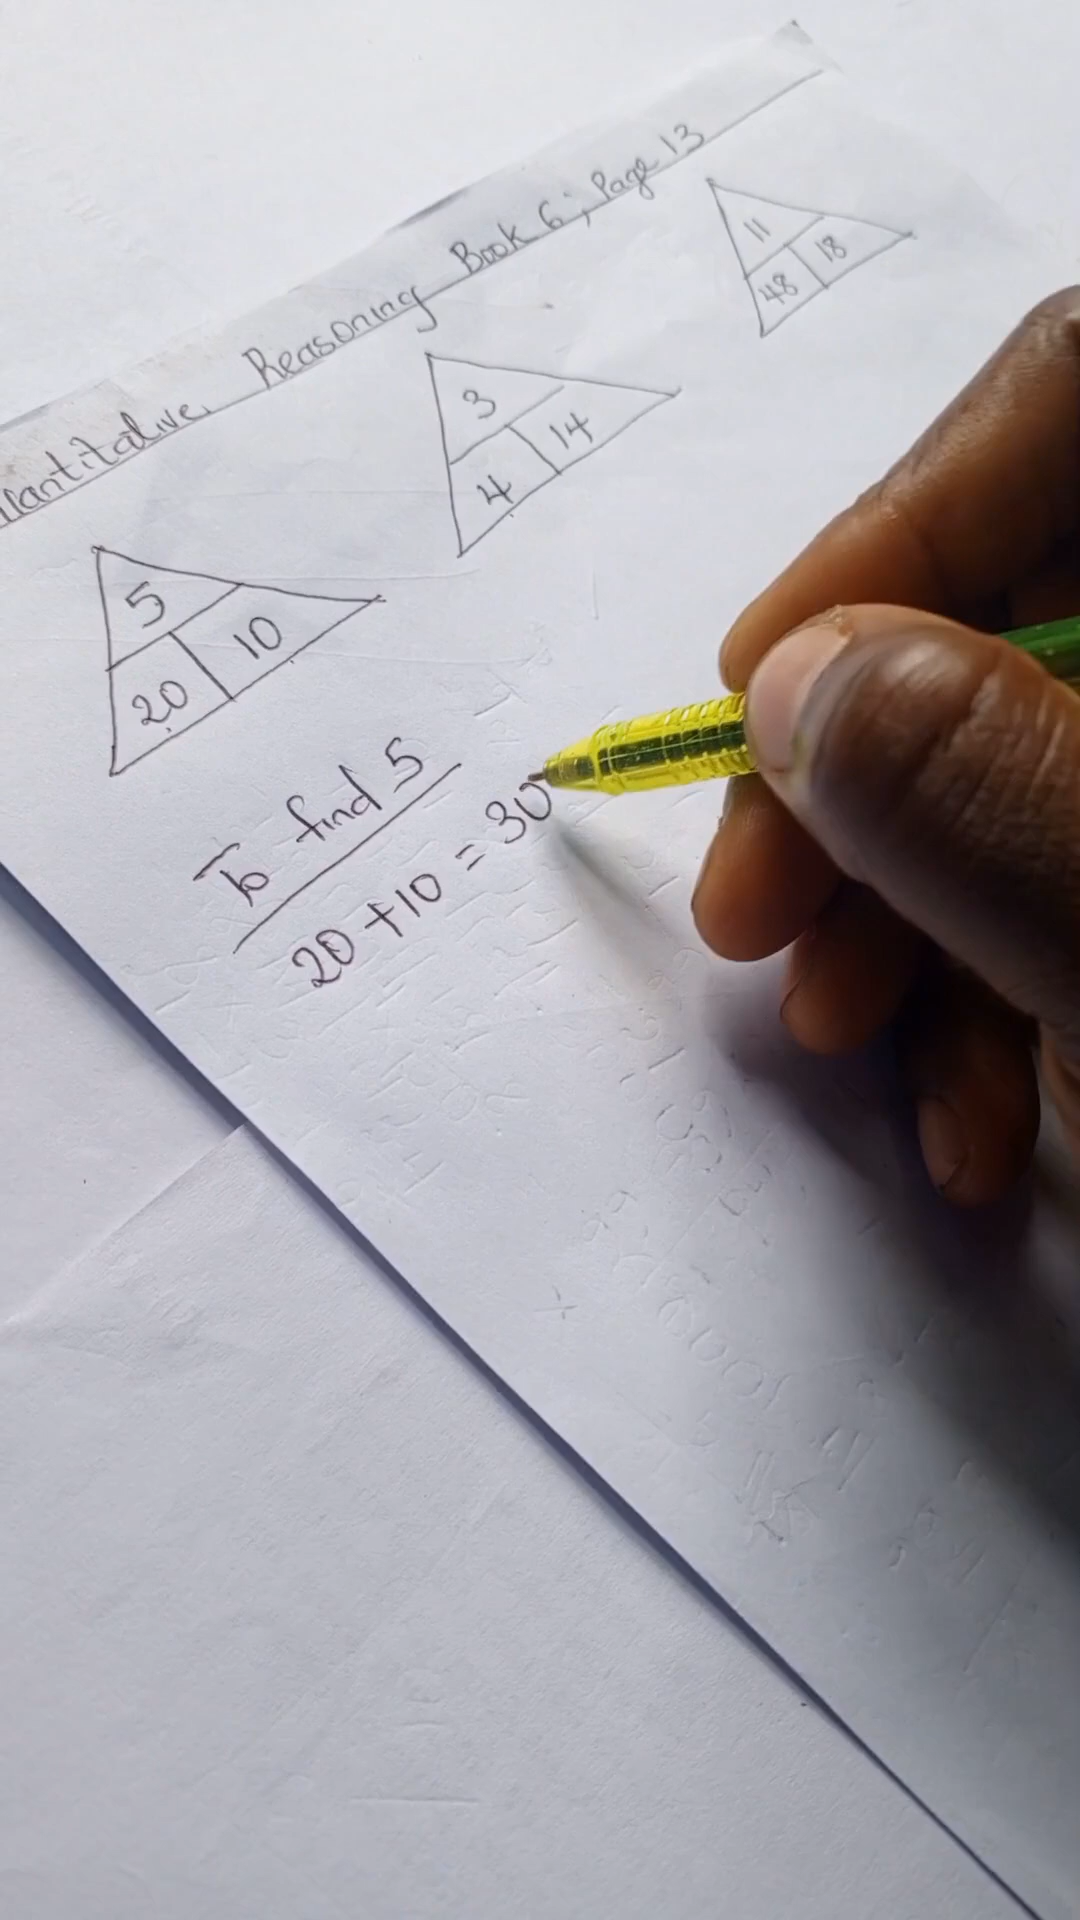 Quantitative Reasoning Book 6; Page 13
5
20 10
3
4 14
11
48 18
To find 5
20 + 10 = 30